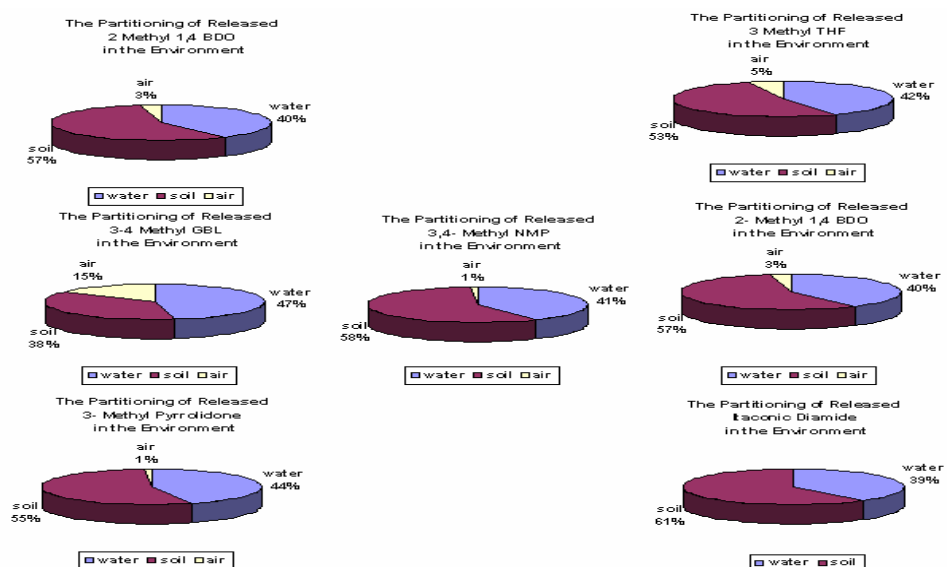 The Partitioning of Released
2 Methyl 1,4 BDO
in the Environment
air
3%
water
40%
soil
57%
water soil air
The Partitioning of Released
3 Methyl THF
in the Environment
air
5%
water
42%
soil
53%
water soil air
The Partitioning of Released
3-4 Methyl GBL
in the Environment
air
15%
water
47%
soil
38%
water soil air
The Partitioning of Released
3,4- Methyl NMP
in the Environment
air
1%
water
41%
soil
58%
water soil air
The Partitioning of Released
2- Methyl 1,4 BDO
in the Environment
air
3%
water
40%
soil
57%
water soil air
The Partitioning of Released
3- Methyl Pyrrolidone
in the Environment
air
1%
water
44%
soil
55%
water soil air
The Partitioning of Released
Itaconic Diamide
in the Environment
water
39%
soil
61%
water soil